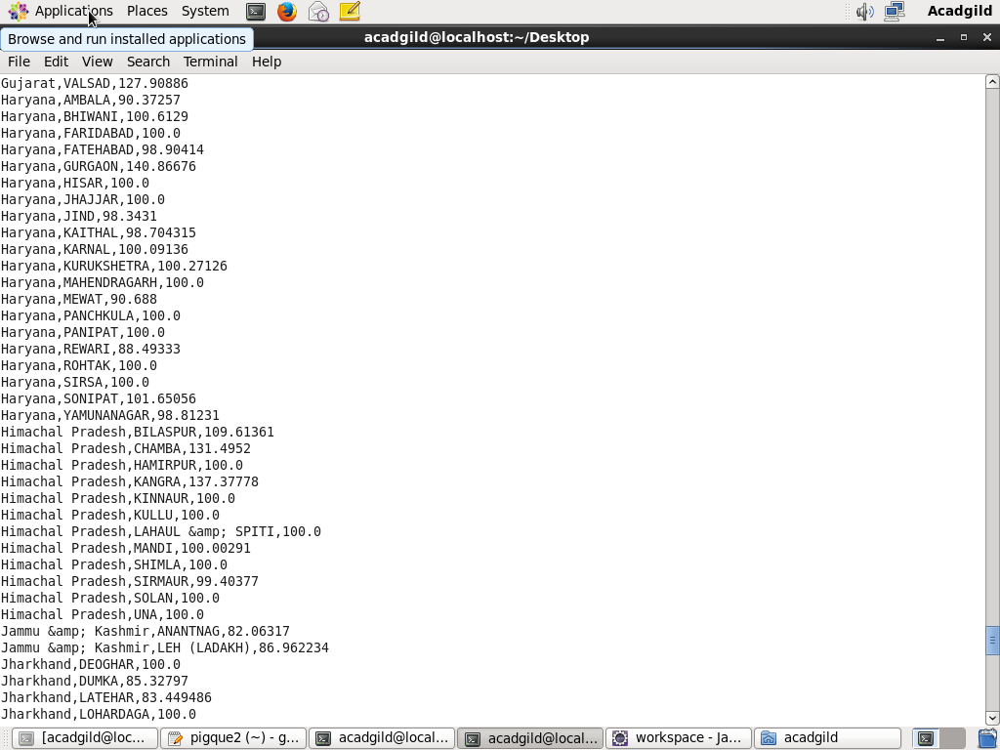 Applications Places System Acadgild
Browse and run installed applications
acadgild@localhost:~/Desktop
File Edit View Search Terminal Help
Gujarat,VALSAD,127.90886
Haryana,AMBALA,90.37257
Haryana,BHIWANI,100.6129
Haryana,FARIDABAD,100.0
Haryana,FATEHABAD,98.90414
Haryana,GURGAON,140.86676
Haryana,HISAR,100.0
Haryana,JHAJJAR,100.0
Haryana,JIND,98.3431
Haryana,KAITHAL,98.704315
Haryana,KARNAL,100.09136
Haryana,KURUKSHETRA,100.27126
Haryana,MAHENDRAGARH,100.0
Haryana,MEWAT,90.688
Haryana,PANCHKULA,100.0
Haryana,PANIPAT,100.0
Haryana,REWARI,88.49333
Haryana,ROHTAK,100.0
Haryana,SIRSA,100.0
Haryana,SONIPAT,101.65056
Haryana,YAMUNANAGAR,98.81231
Himachal Pradesh,BILASPUR,109.61361
Himachal Pradesh,CHAMBA,131.4952
Himachal Pradesh,HAMIRPUR,100.0
Himachal Pradesh,KANGRA,137.37778
Himachal Pradesh,KINNAUR,100.0
Himachal Pradesh,KULLU,100.0
Himachal Pradesh,LAHAUL &amp; SPITI,100.0
Himachal Pradesh,MANDI,100.00291
Himachal Pradesh,SHIMLA,100.0
Himachal Pradesh,SIRMAUR,99.40377
Himachal Pradesh,SOLAN,100.0
Himachal Pradesh,UNA,100.0
Jammu &amp; Kashmir,ANANTNAG,82.06317
Jammu &amp; Kashmir,LEH (LADAKH),86.962234
Jharkhand,DEOGHAR,100.0
Jharkhand,DUMKA,85.32797
Jharkhand,LATEHAR,83.449486
Jharkhand,LOHARDAGA,100.0
[acadgild@loc... pigque2 (~) - g... acadgild@local... acadgild@local... workspace - Ja... acadgild